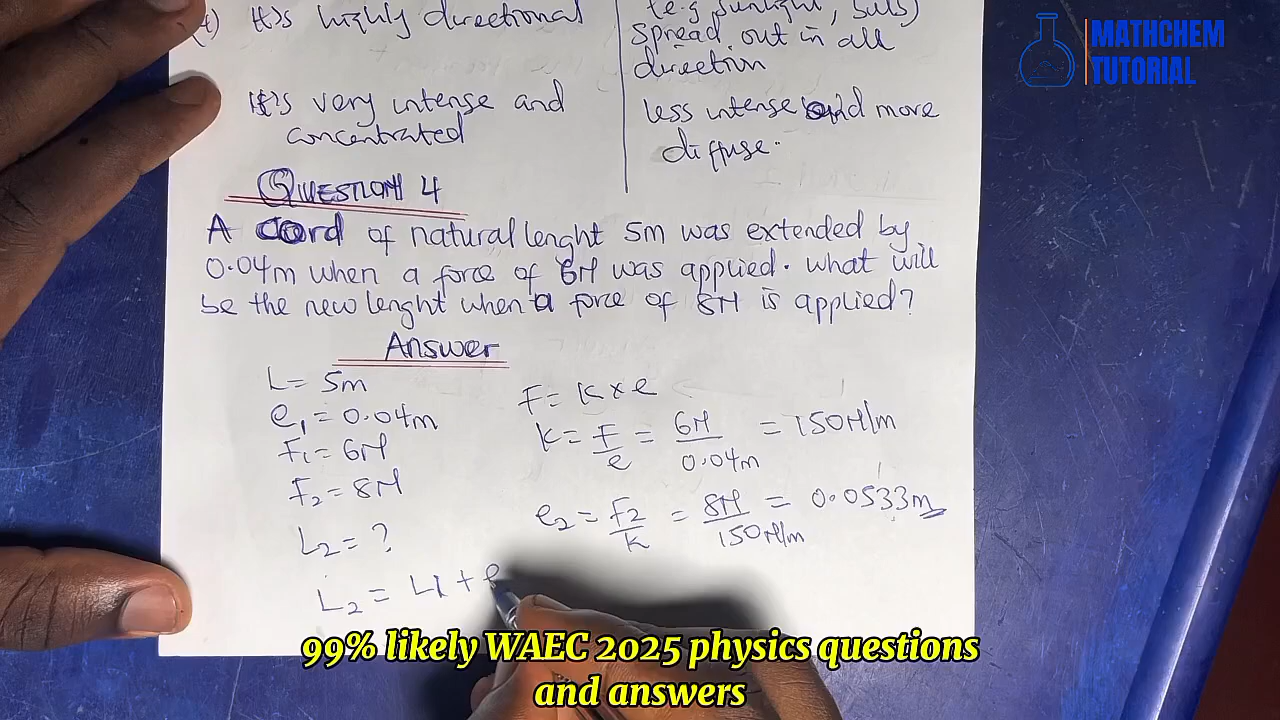 It's highly directional
(e.g sunlight,
spread out in all
direction
It's very intense and
concentrated
less intense and more
diffuse.
QUESTION 4
A cord of natural lenght 5m was extended by
0.04m when a force of 6N was applied. What will
be the new lenght when a force of 8N is applied?
Answer
L = 5m
e₁ = 0.04m
F₁ = 6N
F₂ = 8N
L₂ = ?
L₂ = L1 + e
F = K x e
K = F/e = 6N/0.04m = 150N/m
e₂ = F2/K = 8N/150N/m = 0.0533m
MATHCHEM
TUTORIAL
99% likely WAEC 2025 physics questions
and answers